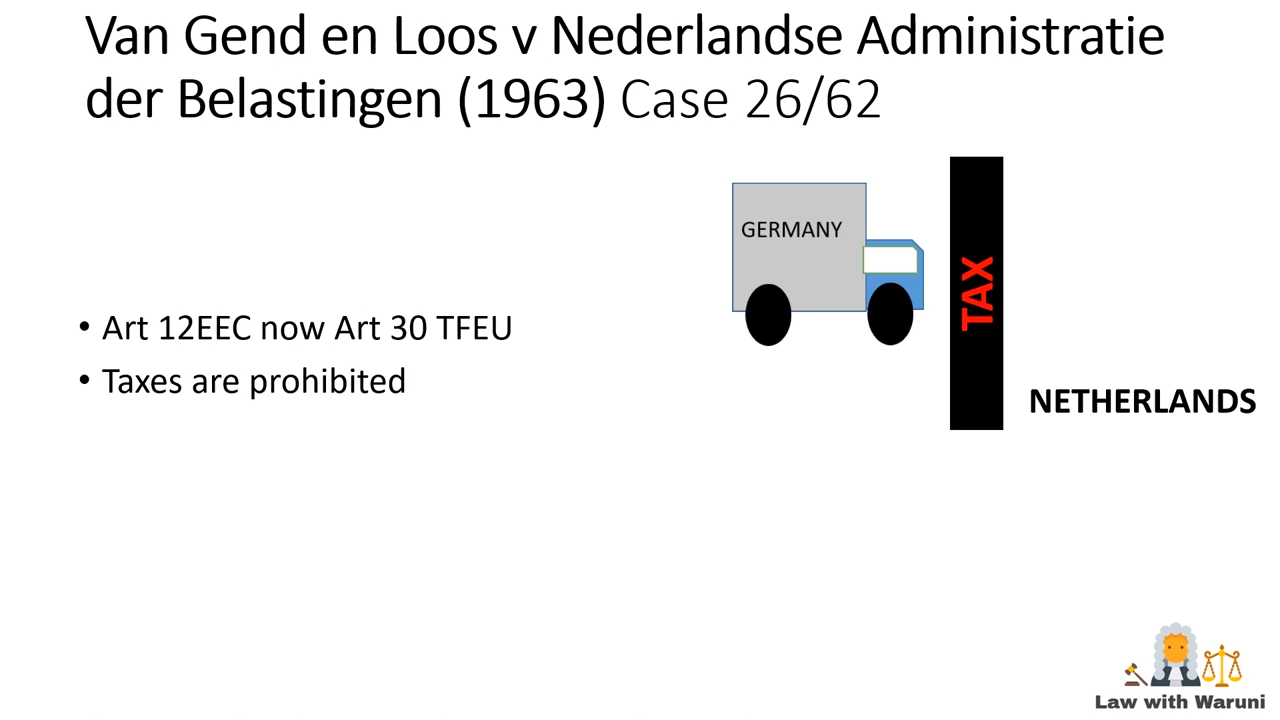 Van Gend en Loos v Nederlandse Administratie
der Belastingen (1963) Case 26/62
GERMANY
TAX
• Art 12EEC now Art 30 TFEU
• Taxes are prohibited
NETHERLANDS
Law with Waruni